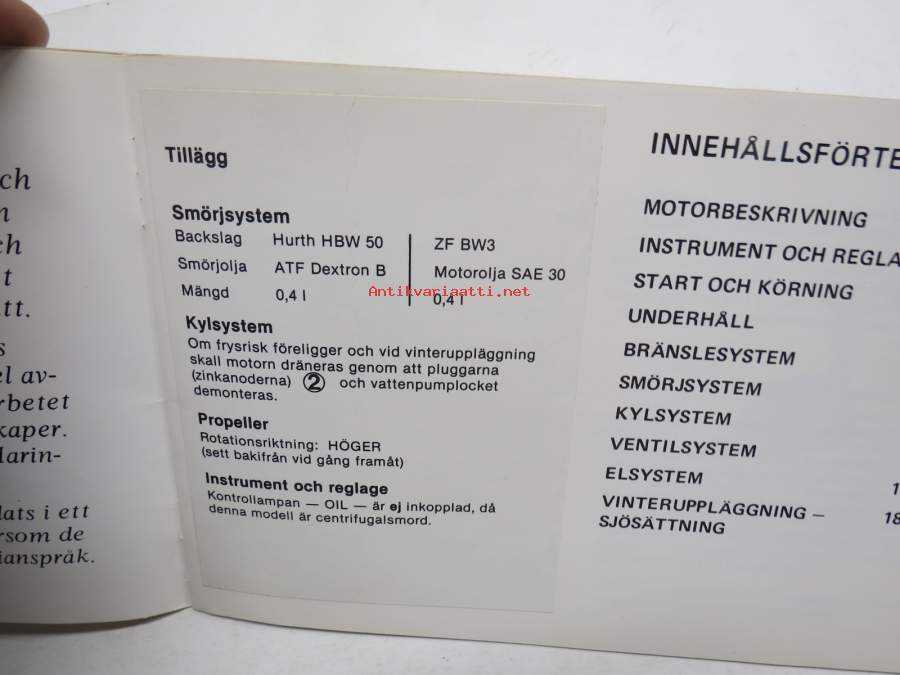 ch
n
ch
t
tt.
s
el av-
rbetet
kaper.
Marin-
lats i ett
rsom de
ianspråk.
Tillägg
Smörjsystem
Backslag Hurth HBW 50 ZF BW3
Smörjolja ATF Dextron B Motorolja SAE 30
Mängd 0,4 l 0,4 l
Antikvariaatti.net
Kylsystem
Om frysrisk föreligger och vid vinteruppläggning
skall motorn dräneras genom att pluggarna
(zinkanoderna) 2 och vattenpumplocket
demonteras.
Propeller
Rotationsriktning: HÖGER
(sett bakifrån vid gång framåt)
Instrument och reglage
Kontrollampan — OIL — är ej inkopplad, då
denna modell är centrifugalsmord.
INNEHÅLLSFÖRTE
MOTORBESKRIVNING
INSTRUMENT OCH REGLA
START OCH KÖRNING
UNDERHÅLL
BRÄNSLESYSTEM
SMÖRJSYSTEM
KYLSYSTEM
VENTILSYSTEM
ELSYSTEM 1
VINTERUPPLÄGGNING – 18
SJÖSÄTTNING